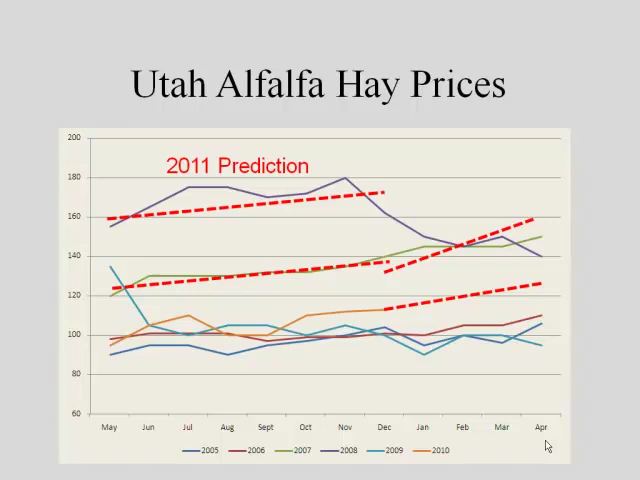 Utah Alfalfa Hay Prices
200
2011 Prediction
180
160
140
120
100
80
60
May Jun Jul Aug Sept Oct Nov Dec Jan Feb Mar Apr
2005 2006 2007 2008 2009 2010